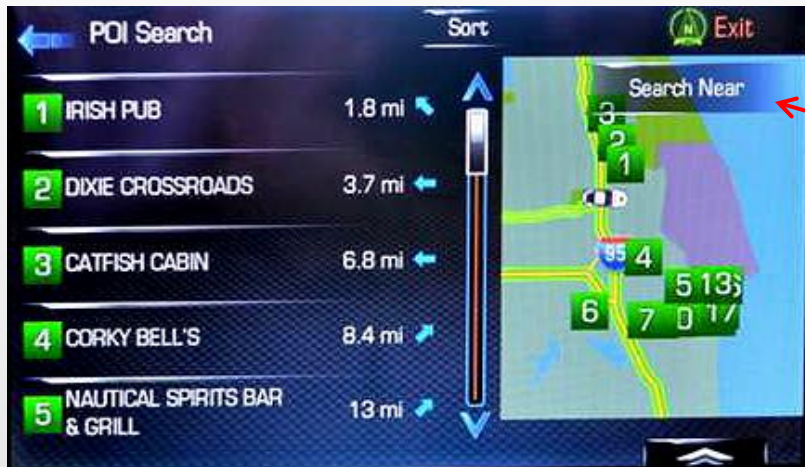 POI Search
Sort
N
Exit
1 IRISH PUB 1.8 mi
2 DIXIE CROSSROADS 3.7 mi
3 CATFISH CABIN 6.8 mi
4 CORKY BELL'S 8.4 mi
5 NAUTICAL SPIRITS BAR
& GRILL 13 mi
Search Near
3
2
1
95 4
5 13
6 7 17